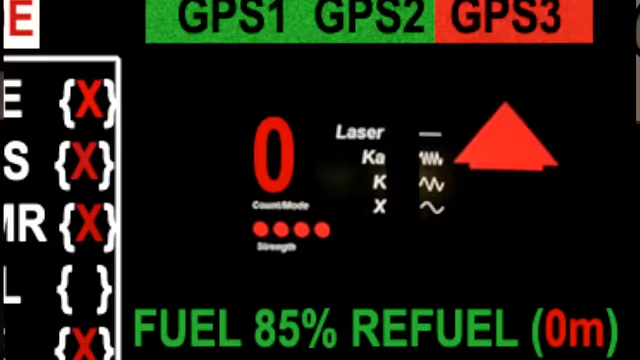 E
GPS1 GPS2 GPS3
E {X}
S {X}
MR {X}
L { }
{X}
0
Count/Mode
Strength
Laser
Ka
K
X
FUEL 85% REFUEL (0m)